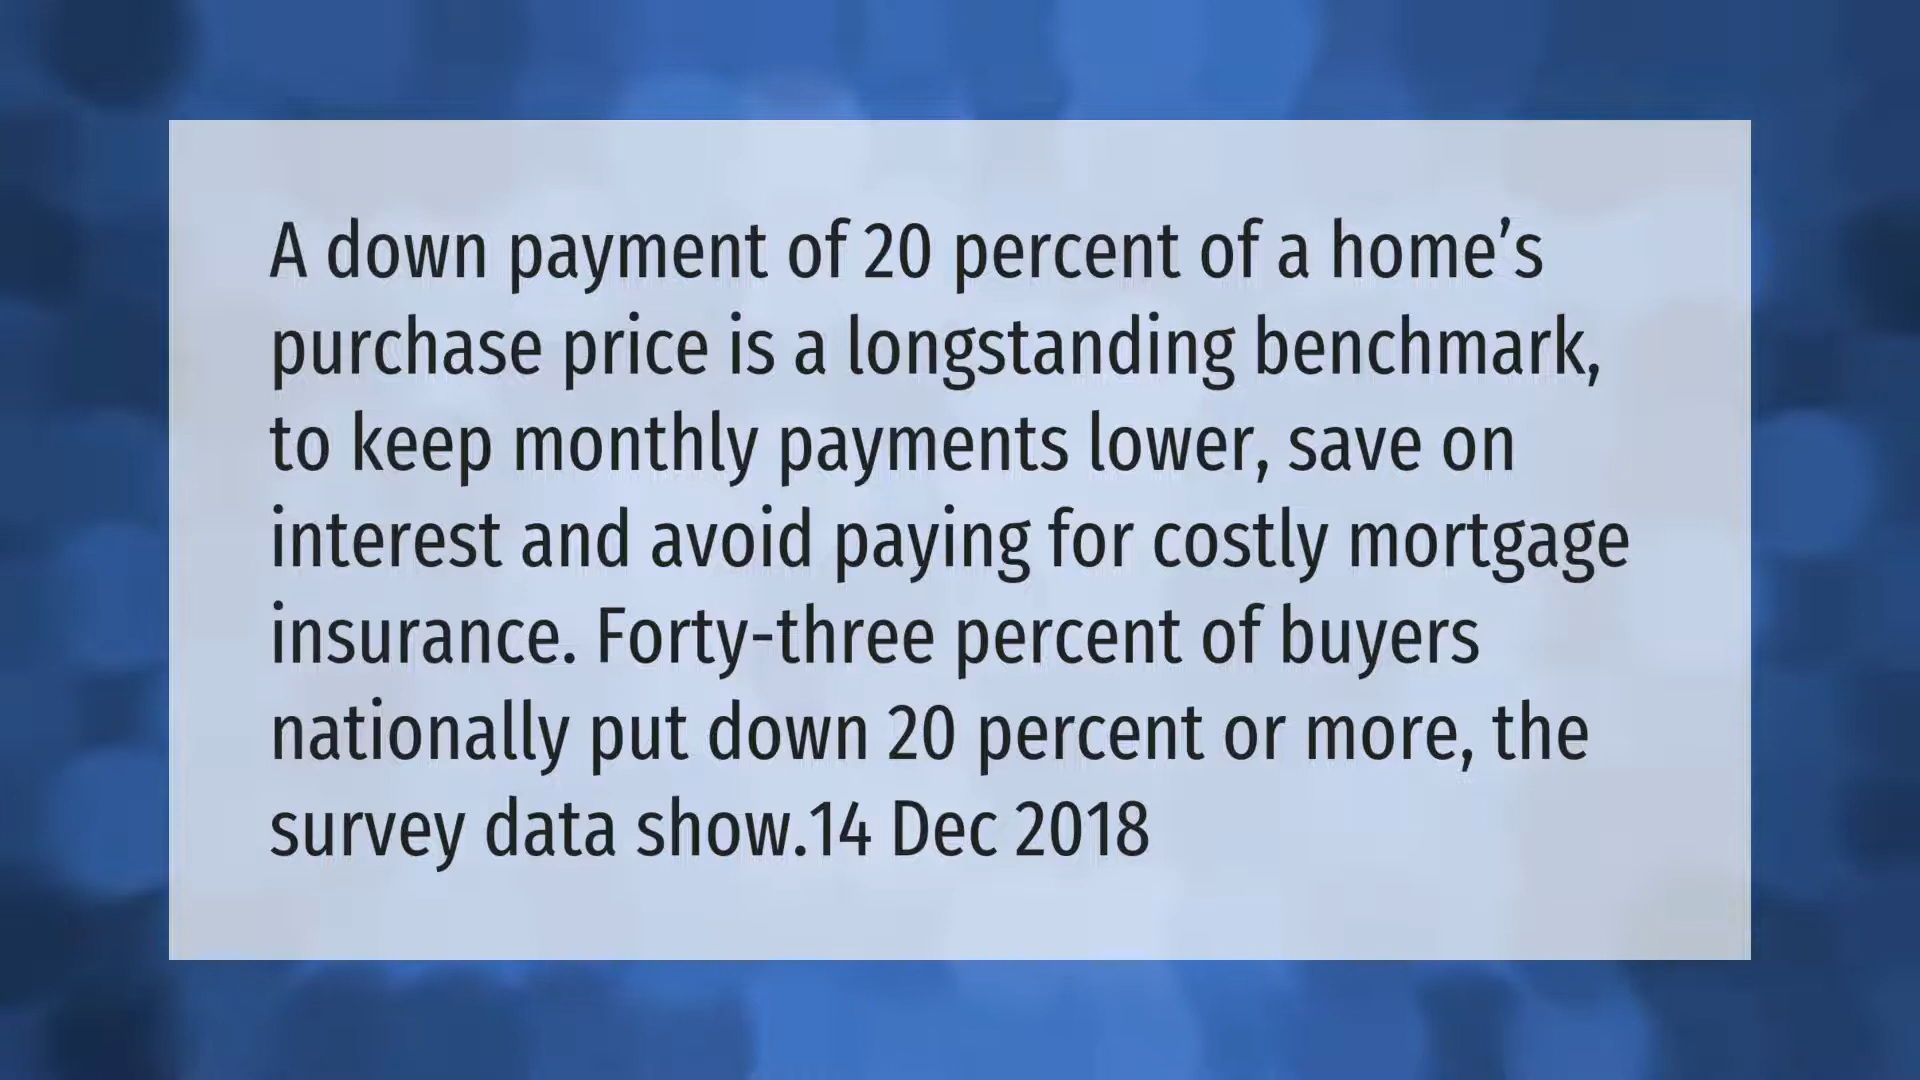 A down payment of 20 percent of a home’s
purchase price is a longstanding benchmark,
to keep monthly payments lower, save on
interest and avoid paying for costly mortgage
insurance. Forty-three percent of buyers
nationally put down 20 percent or more, the
survey data show.14 Dec 2018